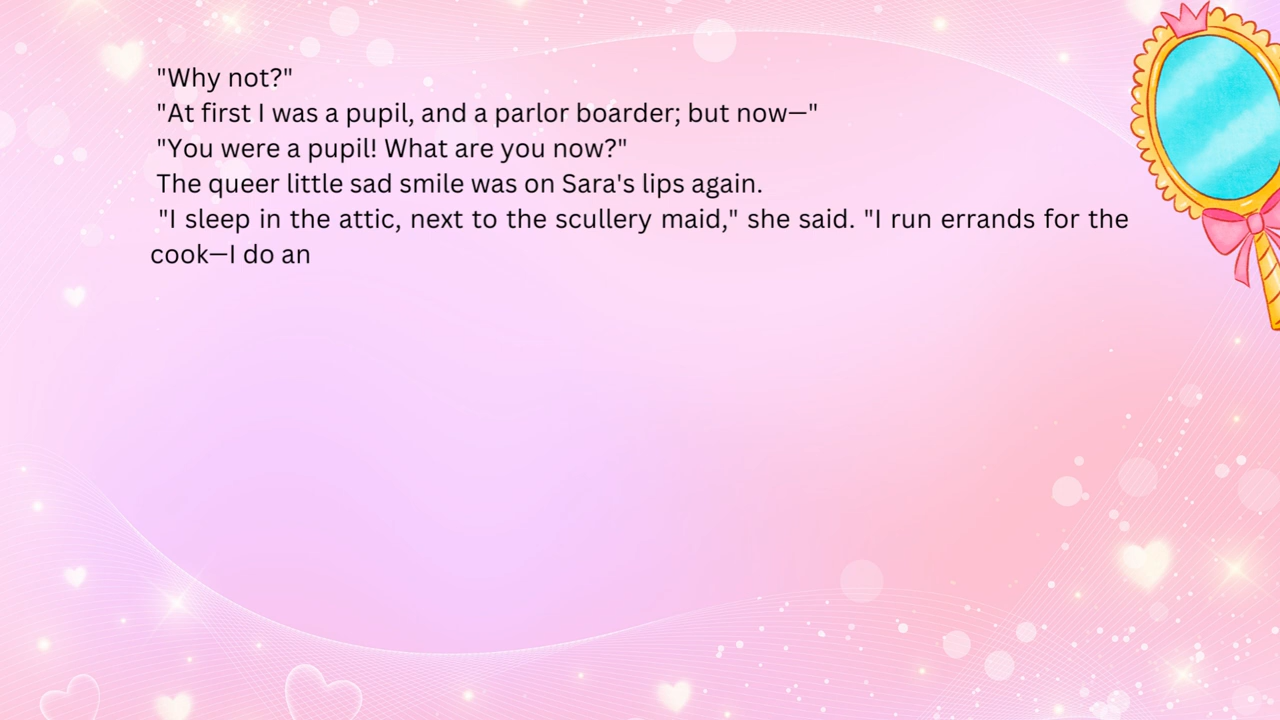 "Why not?"
"At first I was a pupil, and a parlor boarder; but now—"
"You were a pupil! What are you now?"
The queer little sad smile was on Sara's lips again.
"I sleep in the attic, next to the scullery maid," she said. "I run errands for the
cook—I do an